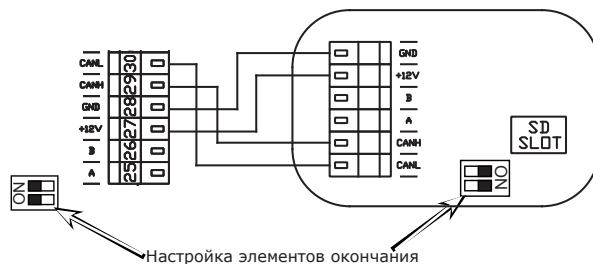 CANL 30
CANH 29
GND 28
+12V 27
B 26
A 25
GND
+12V
B
A
CANH
CANL
SD
SLOT
ON
ON
Настройка элементов окончания